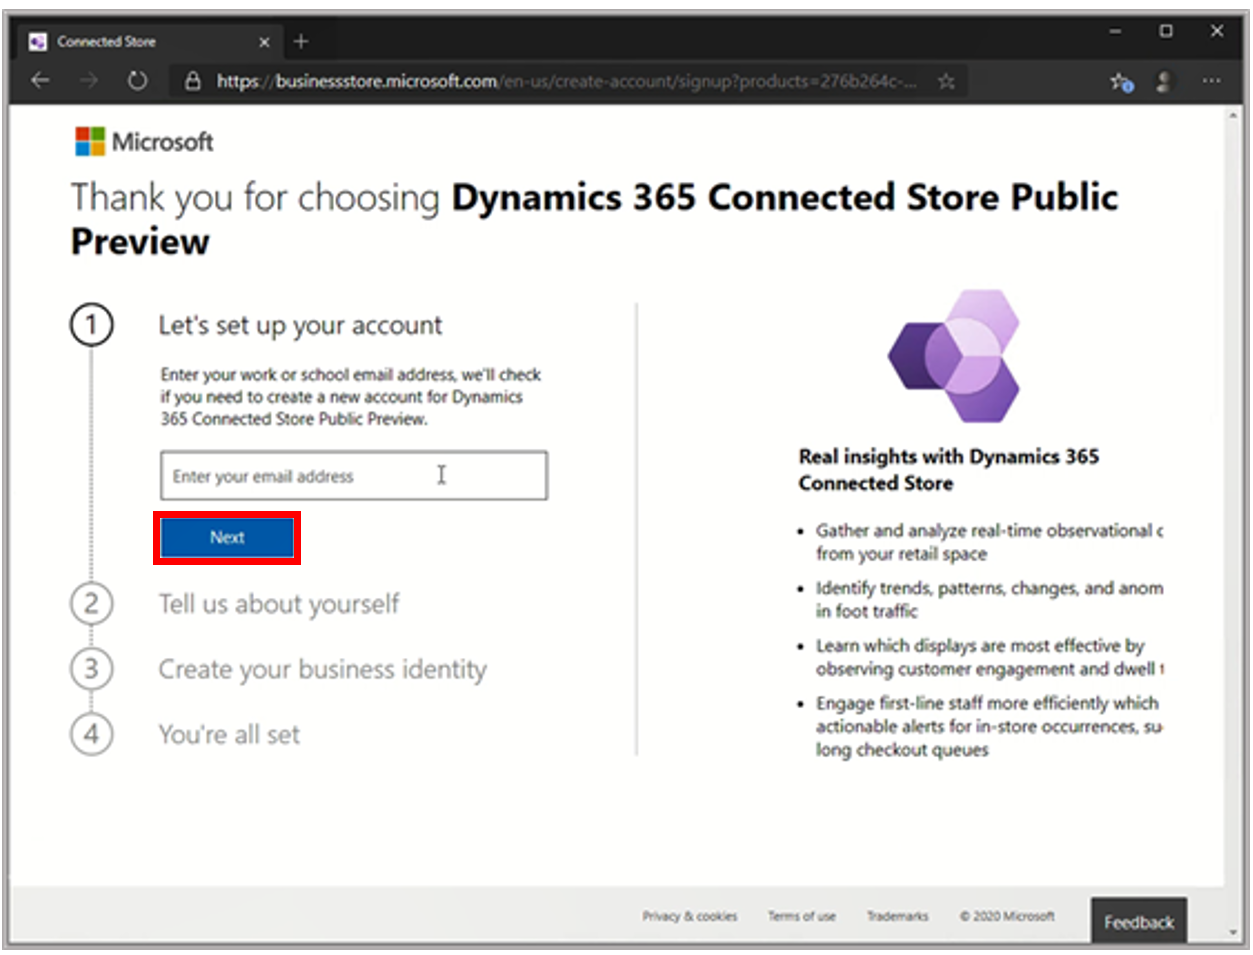 Connected Store
https://businessstore.microsoft.com/en-us/create-account/signup?products=276b264c-...
Microsoft
Thank you for choosing Dynamics 365 Connected Store Public
Preview
1
Let's set up your account
Enter your work or school email address, we'll check
if you need to create a new account for Dynamics
365 Connected Store Public Preview.
Enter your email address
Next
2
Tell us about yourself
3
Create your business identity
4
You're all set
Real insights with Dynamics 365
Connected Store
• Gather and analyze real-time observational
from your retail space
• Identify trends, patterns, changes, and anom
in foot traffic
• Learn which displays are most effective by
observing customer engagement and dwell t
• Engage first-line staff more efficiently which
actionable alerts for in-store occurrences, su
long checkout queues
Privacy & cookies
Terms of use
Trademarks
© 2020 Microsoft
Feedback